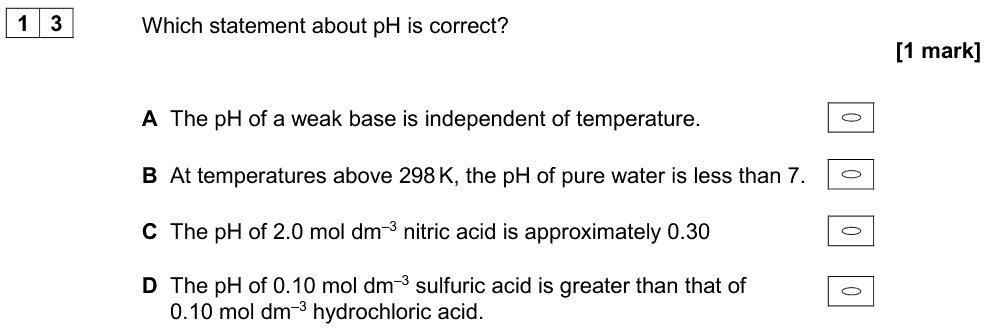 1 3 Which statement about pH is correct?
[1 mark]
A The pH of a weak base is independent of temperature.
B At temperatures above 298 K, the pH of pure water is less than 7.
C The pH of 2.0 mol dm⁻³ nitric acid is approximately 0.30
D The pH of 0.10 mol dm⁻³ sulfuric acid is greater than that of
0.10 mol dm⁻³ hydrochloric acid.